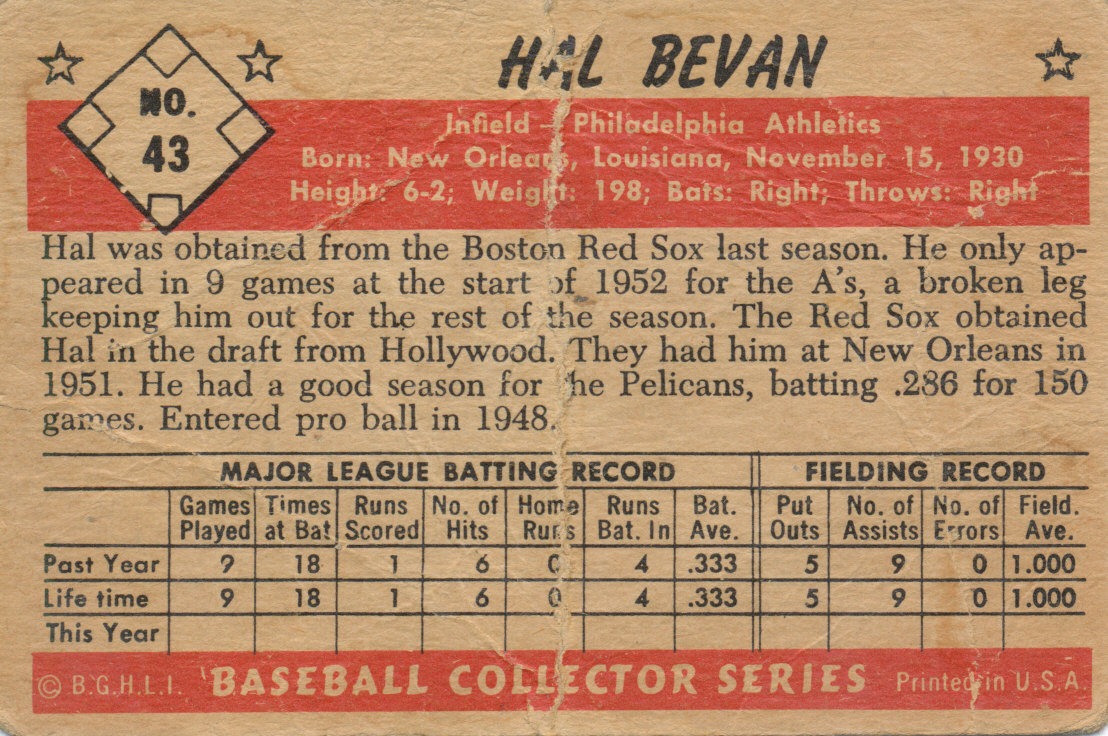 HAL BEVAN
NO.
43
Infield - Philadelphia Athletics
Born: New Orleans, Louisiana, November 15, 1930
Height: 6-2; Weight: 198; Bats: Right; Throws: Right
Hal was obtained from the Boston Red Sox last season. He only ap-
peared in 9 games at the start of 1952 for the A's, a broken leg
keeping him out for the rest of the season. The Red Sox obtained
Hal in the draft from Hollywood. They had him at New Orleans in
1951. He had a good season for the Pelicans, batting .286 for 150
games. Entered pro ball in 1948.
MAJOR LEAGUE BATTING RECORD FIELDING RECORD
Games Times Runs No. of Home Runs Bat. Put No. of No. of Field.
Played at Bat Scored Hits Runs Bat. In Ave. Outs Assists Errors Ave.
Past Year 9 18 1 6 0 4 .333 5 9 0 1.000
Life time 9 18 1 6 0 4 .333 5 9 0 1.000
This Year
© B.G.H.L.I. 'BASEBALL COLLECTOR SERIES Printed in U.S.A.